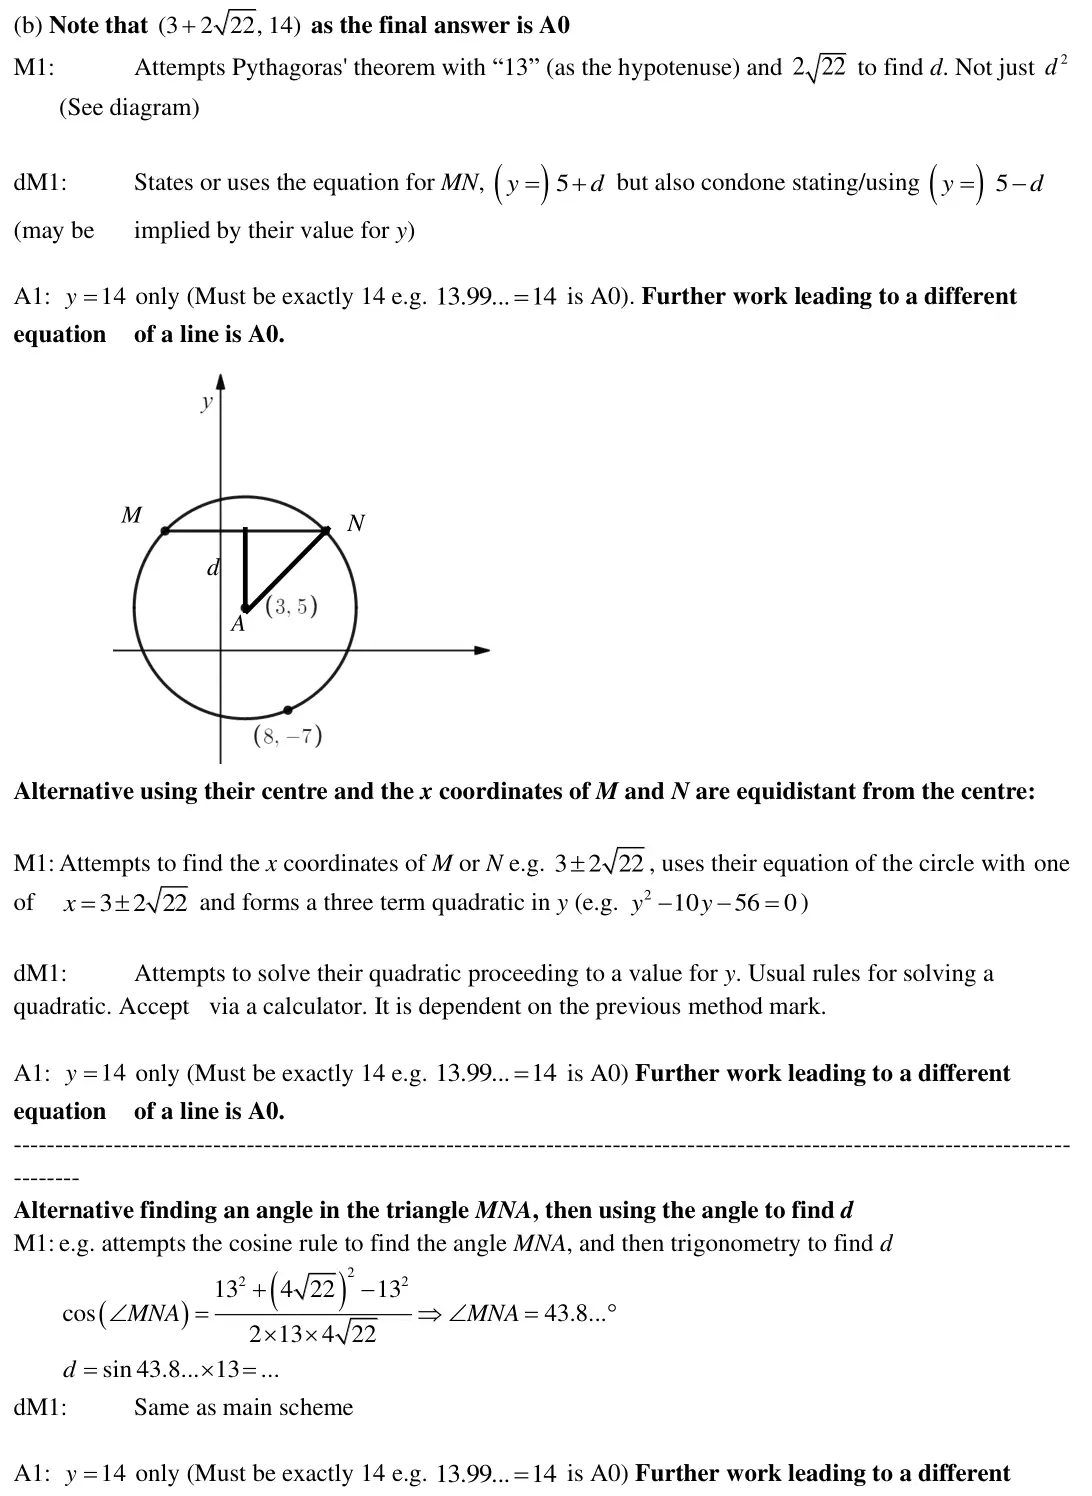 (b) Note that (3+2√22, 14) as the final answer is A0
M1: Attempts Pythagoras' theorem with “13” (as the hypotenuse) and 2√22 to find d. Not just d²
(See diagram)
dM1: States or uses the equation for MN, (y =) 5+d but also condone stating/using (y =) 5−d
(may be implied by their value for y)
A1: y =14 only (Must be exactly 14 e.g. 13.99... =14 is A0). Further work leading to a different
equation of a line is A0.
y
M
N
d
(3, 5)
A
(8, −7)
Alternative using their centre and the x coordinates of M and N are equidistant from the centre:
M1: Attempts to find the x coordinates of M or N e.g. 3±2√22, uses their equation of the circle with one
of x=3±2√22 and forms a three term quadratic in y (e.g. y²−10y−56=0)
dM1: Attempts to solve their quadratic proceeding to a value for y. Usual rules for solving a
quadratic. Accept via a calculator. It is dependent on the previous method mark.
A1: y =14 only (Must be exactly 14 e.g. 13.99... =14 is A0) Further work leading to a different
equation of a line is A0.
Alternative finding an angle in the triangle MNA, then using the angle to find d
M1: e.g. attempts the cosine rule to find the angle MNA, and then trigonometry to find d
cos(∠MNA) = (13² + (4√22)² −13²) / (2×13×4√22) ⇒ ∠MNA = 43.8...°
d = sin 43.8...×13=...
dM1: Same as main scheme
A1: y =14 only (Must be exactly 14 e.g. 13.99... =14 is A0) Further work leading to a different